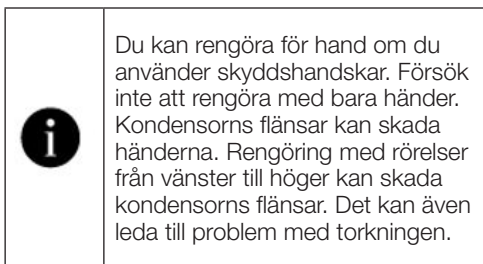 Du kan rengöra för hand om du
använder skyddshandskar. Försök
inte att rengöra med bara händer.
Kondensorns flänsar kan skada
händerna. Rengöring med rörelser
från vänster till höger kan skada
kondensorns flänsar. Det kan även
leda till problem med torkningen.